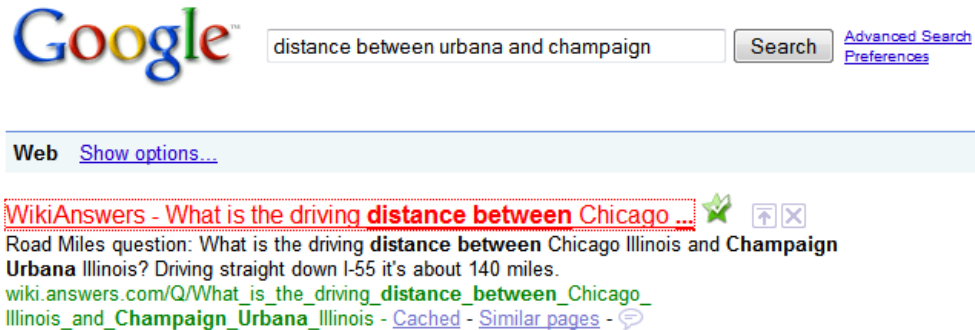 Google™ distance between urbana and champaign Search Advanced Search
Preferences
Web Show options...
WikiAnswers - What is the driving distance between Chicago ...
Road Miles question: What is the driving distance between Chicago Illinois and Champaign
Urbana Illinois? Driving straight down I-55 it's about 140 miles.
wiki.answers.com/Q/What_is_the_driving_distance_between_Chicago_
Illinois_and_Champaign_Urbana_Illinois - Cached - Similar pages -